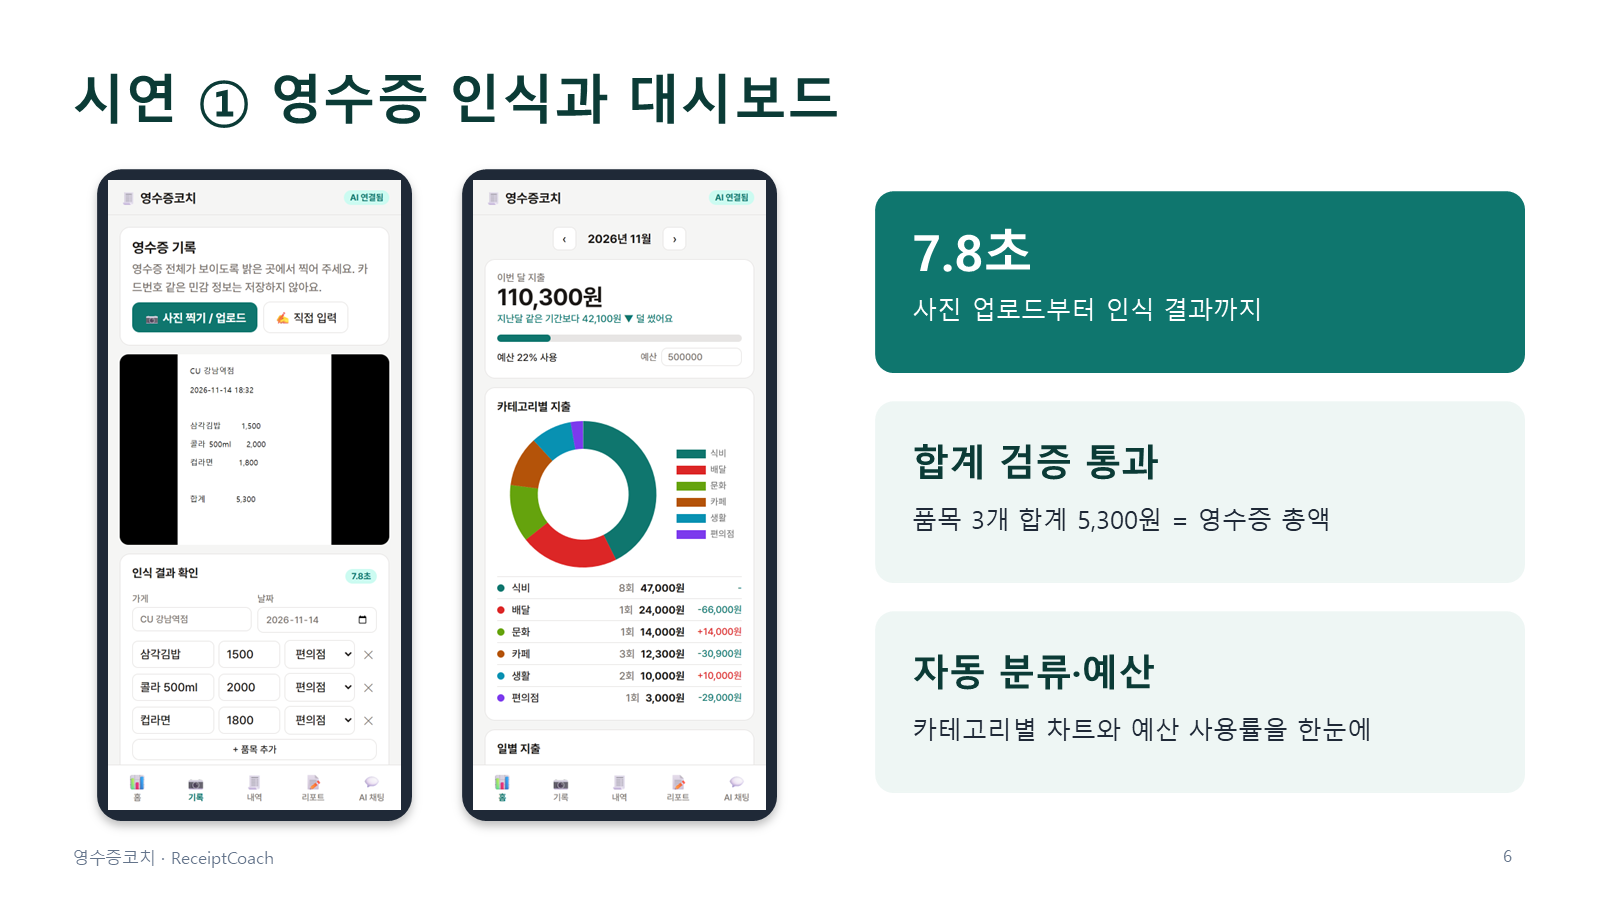 시연 ① 영수증 인식과 대시보드
영수증코치
AI 연결됨
영수증 기록
영수증 전체가 보이도록 밝은 곳에서 찍어 주세요. 카
드번호 같은 민감 정보는 저장하지 않아요.
사진 찍기 / 업로드
직접 입력
CU 강남역점
2026-11-14 18:32
삼각김밥 1,500
콜라 500ml 2,000
컵라면 1,800
합계 5,300
인식 결과 확인
7.8초
가게 날짜
CU 강남역점 2026-11-14
삼각김밥 1500 편의점
콜라 500ml 2000 편의점
컵라면 1800 편의점
+ 품목 추가
홈 기록 내역 리포트 AI 채팅
영수증코치
AI 연결됨
‹ 2026년 11월 ›
이번 달 지출
110,300원
지난달 같은 기간보다 42,100원 ▼ 덜 썼어요
예산 22% 사용 예산 500000
카테고리별 지출
식비
배달
문화
카페
생활
편의점
식비 8회 47,000원 -
배달 1회 24,000원 -66,000원
문화 1회 14,000원 +14,000원
카페 3회 12,300원 -30,900원
생활 2회 10,000원 +10,000원
편의점 1회 3,000원 -29,000원
일별 지출
홈 기록 내역 리포트 AI 채팅
7.8초
사진 업로드부터 인식 결과까지
합계 검증 통과
품목 3개 합계 5,300원 = 영수증 총액
자동 분류·예산
카테고리별 차트와 예산 사용률을 한눈에
영수증코치 · ReceiptCoach
6